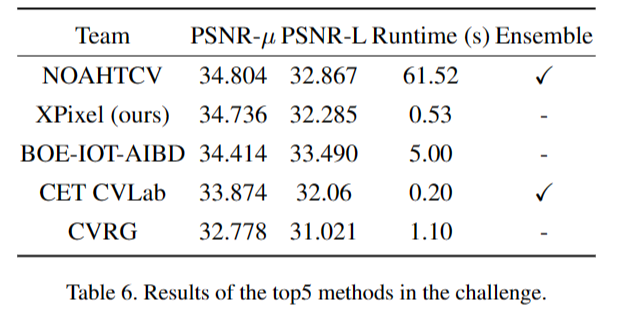 Team PSNR-μ PSNR-L Runtime (s) Ensemble
NOAHTCV 34.804 32.867 61.52 ✓
XPixel (ours) 34.736 32.285 0.53 -
BOE-IOT-AIBD 34.414 33.490 5.00 -
CET CVLab 33.874 32.06 0.20 ✓
CVRG 32.778 31.021 1.10 -
Table 6. Results of the top5 methods in the challenge.